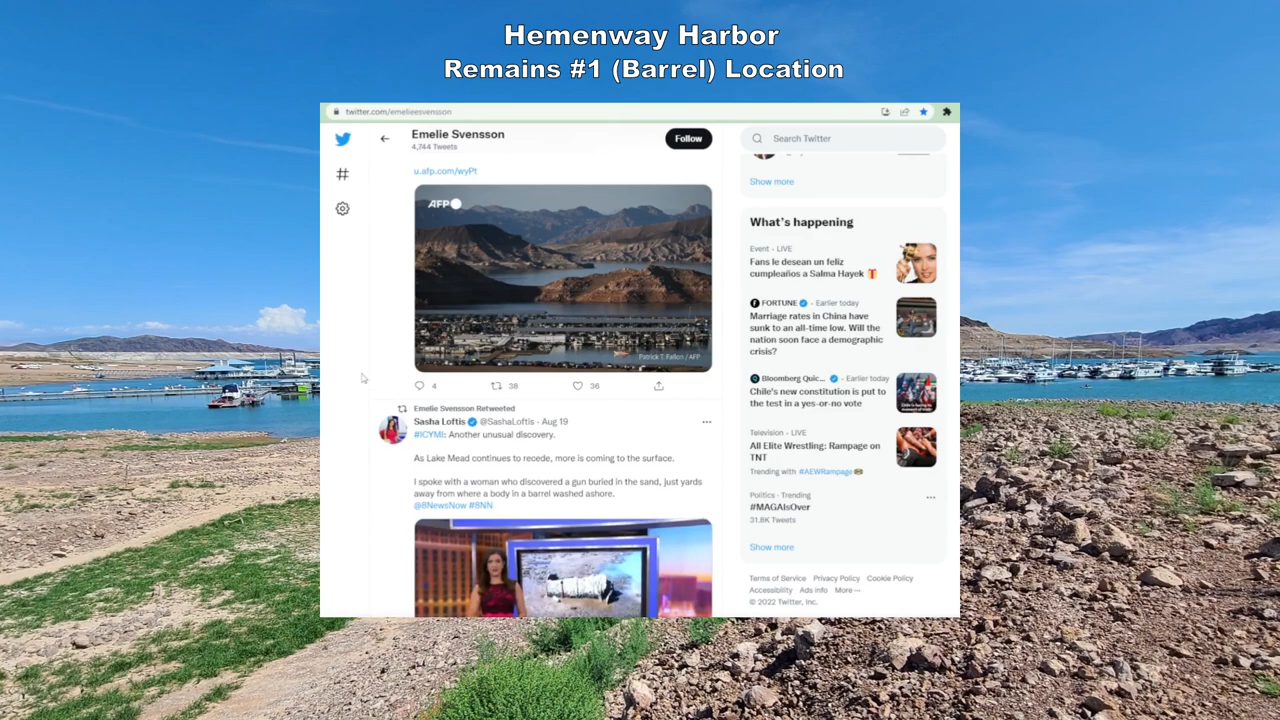 Hemenway Harbor
Remains #1 (Barrel) Location
twitter.com/emelieesvensson
Emelie Svensson
4,744 Tweets
Follow
Search Twitter
u.afp.com/wyPt
AFP
Patrick T. Fallon / AFP
4
38
36
Emelie Svensson Retweeted
Sasha Loftis @SashaLoftis · Aug 19
#ICYMI: Another unusual discovery.
As Lake Mead continues to recede, more is coming to the surface.
I spoke with a woman who discovered a gun buried in the sand, just yards
away from where a body in a barrel washed ashore.
@8NewsNow #8NN
Show more
What's happening
Event · LIVE
Fans le desean un feliz
cumpleaños a Salma Hayek
FORTUNE · Earlier today
Marriage rates in China have
sunk to an all-time low. Will the
nation soon face a demographic
crisis?
Bloomberg Quic... · Earlier today
Chile's new constitution is put to
the test in a yes-or-no vote
Television · LIVE
All Elite Wrestling: Rampage on
TNT
Trending with #AEWRampage
Politics · Trending
#MAGAIsOver
31.8K Tweets
Show more
Terms of Service Privacy Policy Cookie Policy
Accessibility Ads info More ···
© 2022 Twitter, Inc.